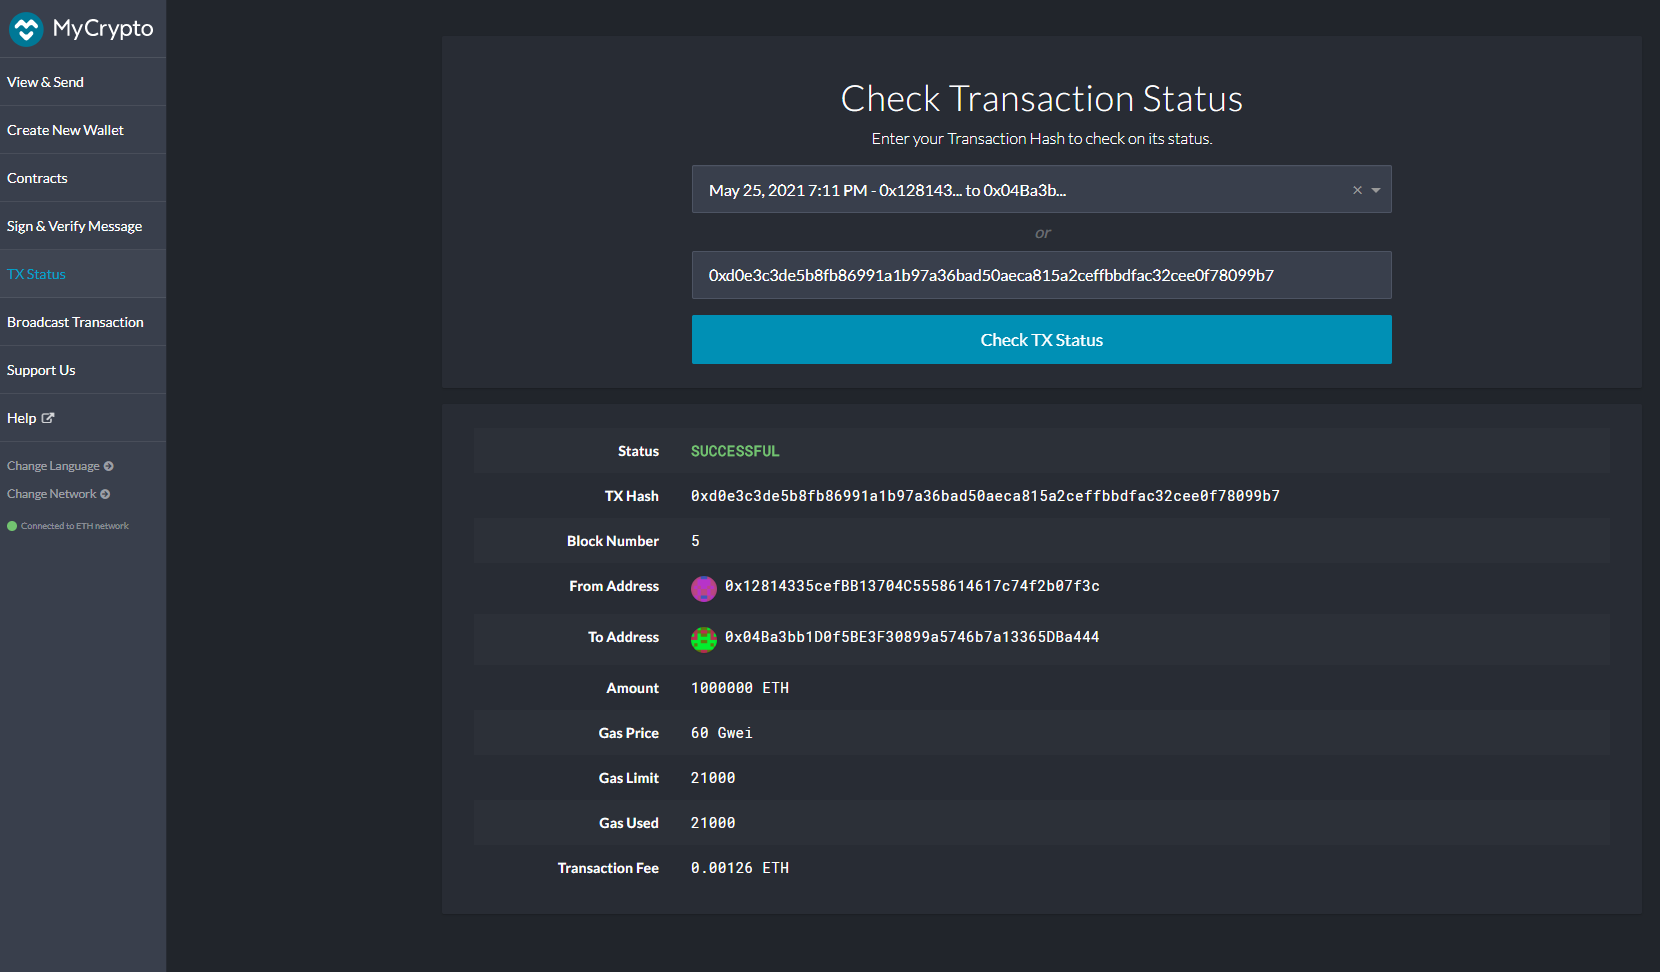 MyCrypto
View & Send
Create New Wallet
Contracts
Sign & Verify Message
TX Status
Broadcast Transaction
Support Us
Help
Change Language
Change Network
Connected to ETH network
Check Transaction Status
Enter your Transaction Hash to check on its status.
May 25, 2021 7:11 PM - 0x128143... to 0x04Ba3b...
or
0xd0e3c3de5b8fb86991a1b97a36bad50aeca815a2ceffbbdfac32cee0f78099b7
Check TX Status
Status SUCCESSFUL
TX Hash 0xd0e3c3de5b8fb86991a1b97a36bad50aeca815a2ceffbbdfac32cee0f78099b7
Block Number 5
From Address 0x12814335cefBB13704C5558614617c74f2b07f3c
To Address 0x04Ba3bb1D0f5BE3F30899a5746b7a13365DBa444
Amount 1000000 ETH
Gas Price 60 Gwei
Gas Limit 21000
Gas Used 21000
Transaction Fee 0.00126 ETH